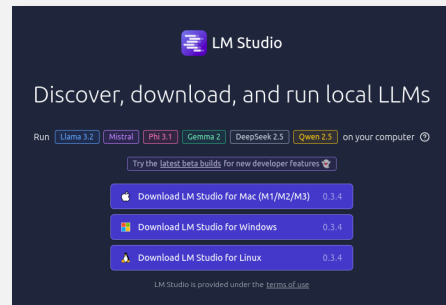 LM Studio
Discover, download, and run local LLMs
Run Llama 3.2 Mistral Phi 3.1 Gemma 2 DeepSeek 2.5 Qwen 2.5 on your computer
Try the latest beta builds for new developer features
Download LM Studio for Mac (M1/M2/M3) 0.3.4
Download LM Studio for Windows 0.3.4
Download LM Studio for Linux 0.3.4
LM Studio is provided under the terms of use